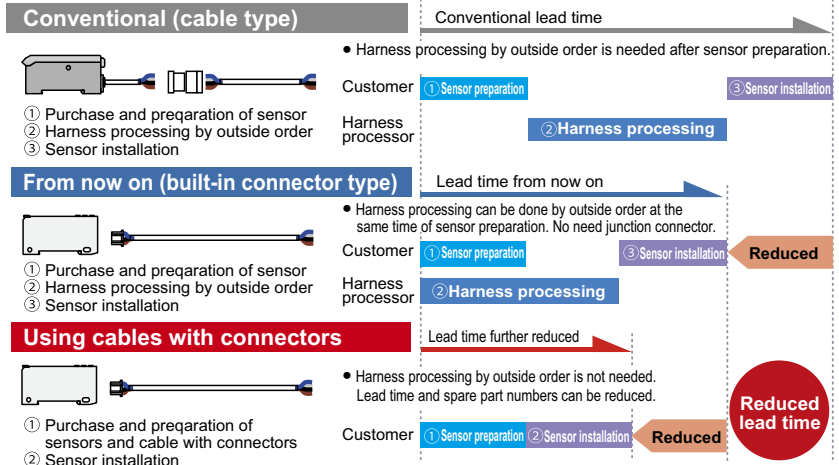 Conventional (cable type)
Conventional lead time
● Harness processing by outside order is needed after sensor preparation.
Customer ①Sensor preparation ③Sensor installation
Harness processor ②Harness processing
① Purchase and preqaration of sensor
② Harness processing by outside order
③ Sensor installation
From now on (built-in connector type)
Lead time from now on
● Harness processing can be done by outside order at the
same time of sensor preparation. No need junction connector.
Customer ①Sensor preparation ③Sensor installation Reduced
Harness processor ②Harness processing
① Purchase and preqaration of sensor
② Harness processing by outside order
③ Sensor installation
Using cables with connectors
Lead time further reduced
● Harness processing by outside order is not needed.
Lead time and spare part numbers can be reduced.
Customer ①Sensor preparation ②Sensor installation Reduced
Reduced
lead time
① Purchase and preqaration of
sensors and cable with connectors
② Sensor installation